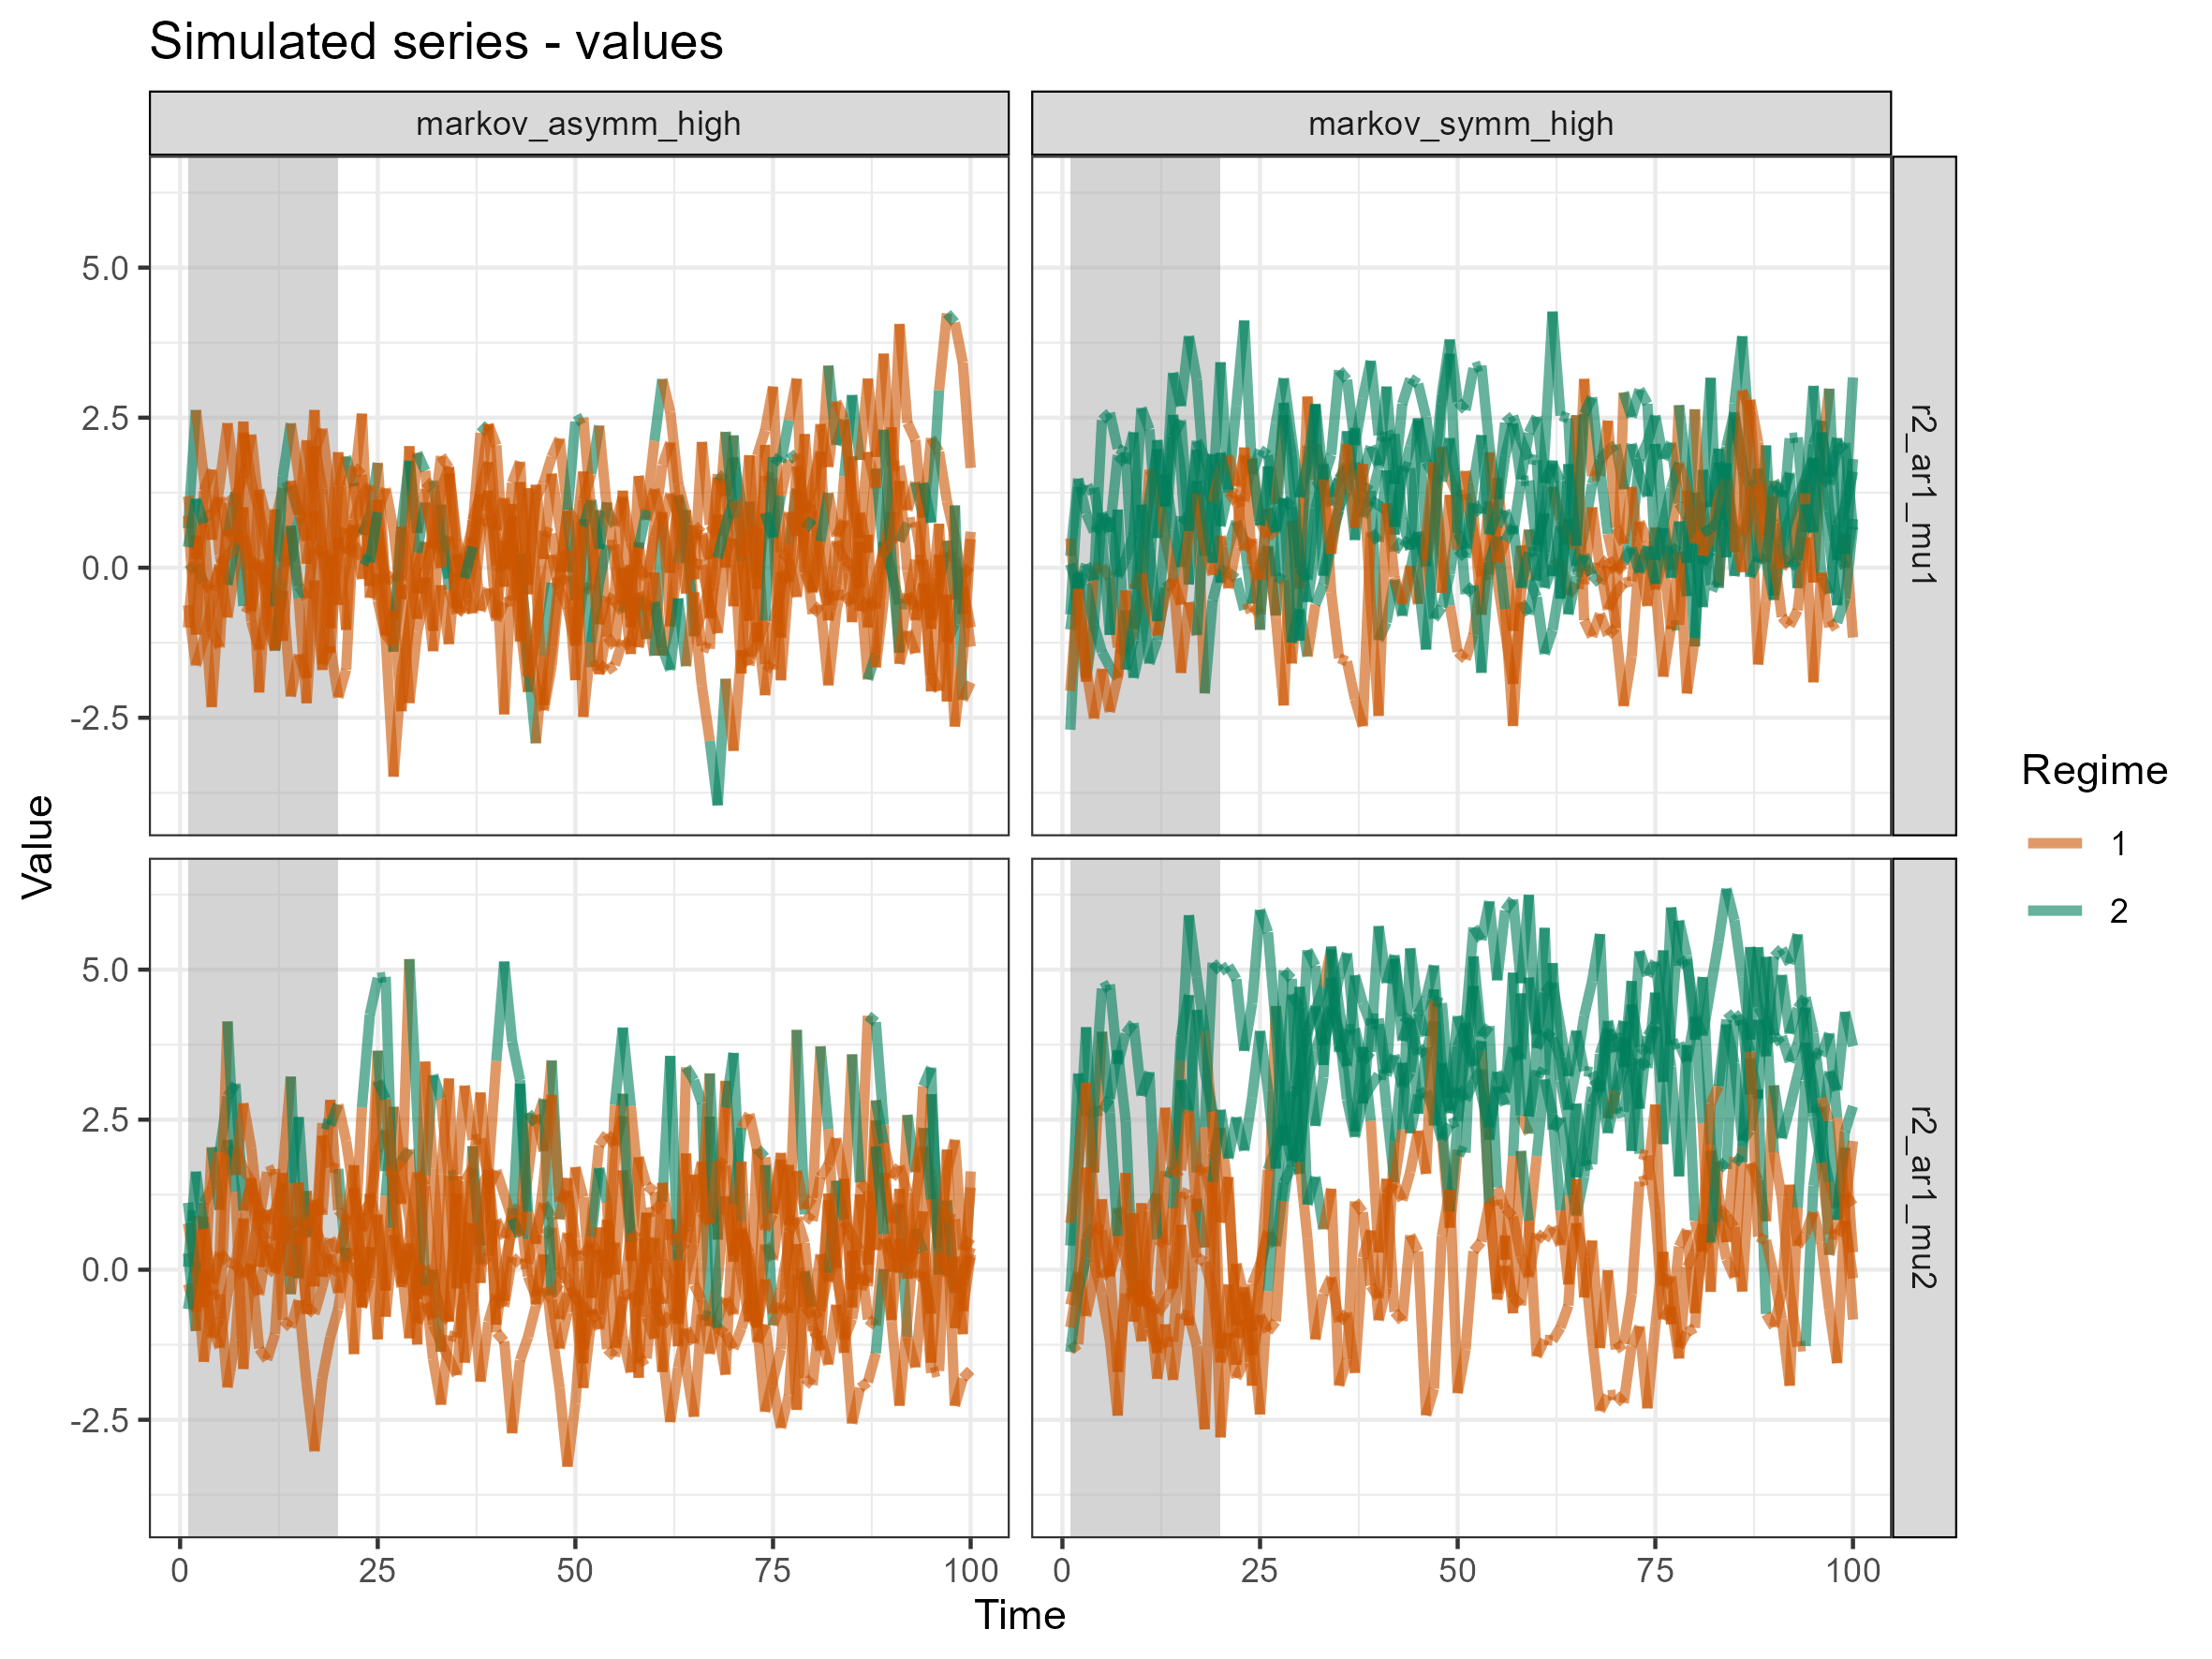 Simulated series - values
markov_asymm_high
markov_symm_high
5.0
2.5
0.0
-2.5
r2_ar1_mu1
5.0
2.5
0.0
-2.5
r2_ar1_mu2
Value
0 25 50 75 100
0 25 50 75 100
Time
Regime
1
2